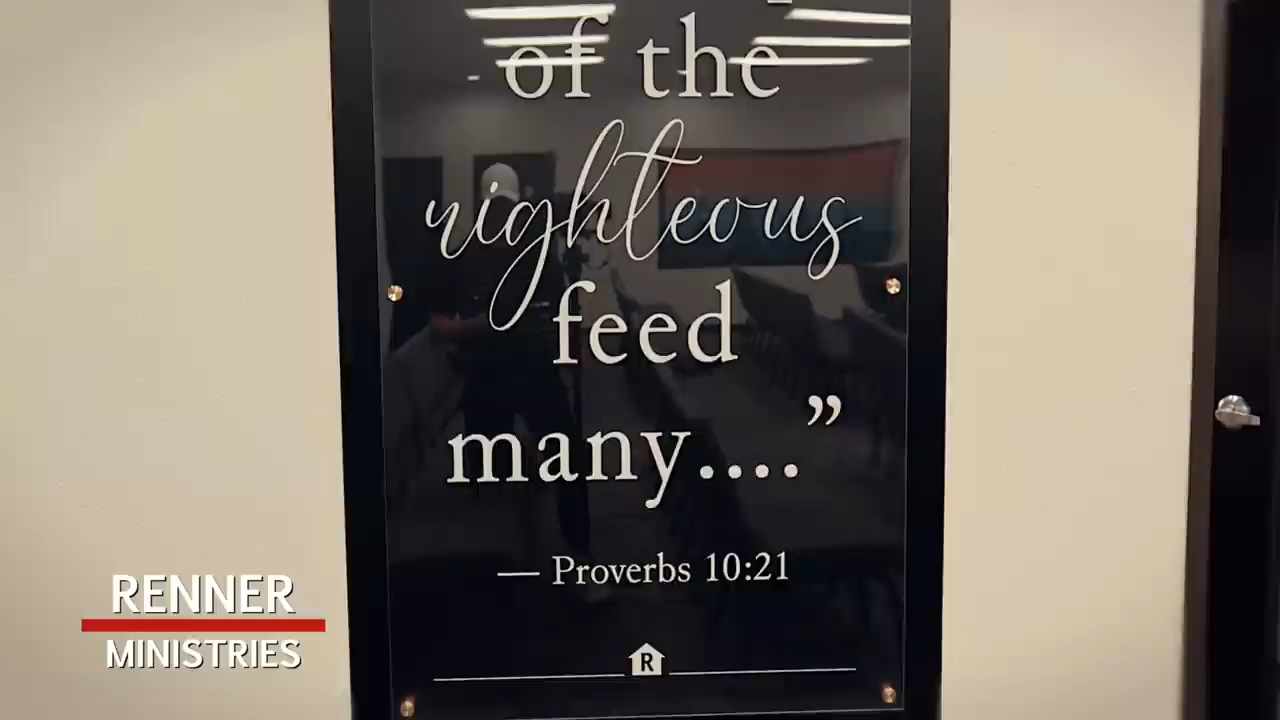 of the
righteous
feed
many....”
— Proverbs 10:21
R
RENNER
MINISTRIES